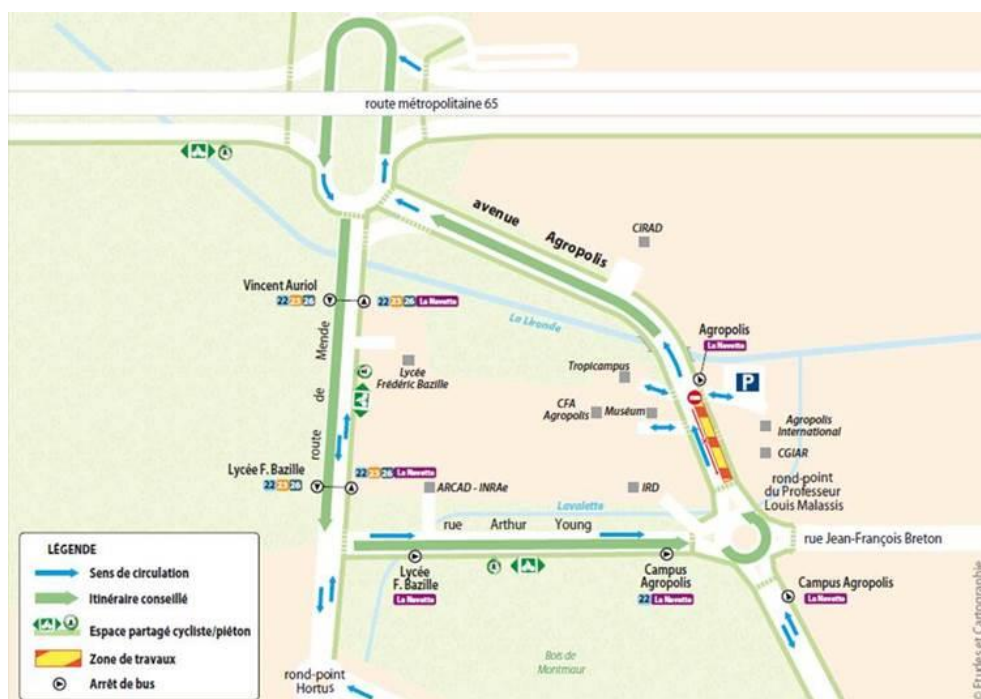 route métropolitaine 65
avenue Agropolis
CIRAD
Vincent Auriol
22 23 26
22 23 26 La Navette
La Lironde
Agropolis
La Navette
route de Mende
Lycée
Frédéric Bazille
Tropicampus
P
CFA
Agropolis
Muséum
Agropolis
International
CGIAR
Lycée F. Bazille
22 23 26
22 23 26 La Navette
ARCAD - INRAe
IRD
Lavalette
rond-point
du Professeur
Louis Malassis
rue Arthur Young
rue Jean-François Breton
Lycée
F. Bazille
La Navette
Campus
Agropolis
22 La Navette
Campus Agropolis
La Navette
Bois de
Montmaur
rond-point
Hortus
LÉGENDE
Sens de circulation
Itinéraire conseillé
Espace partagé cycliste/piéton
Zone de travaux
Arrêt de bus
© Etudes et Cartographie